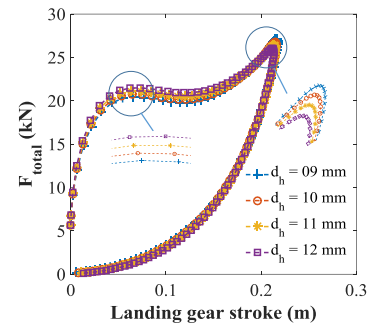 30
25
20
15
10
5
0
F_total (kN)
d_h = 09 mm
d_h = 10 mm
d_h = 11 mm
d_h = 12 mm
0 0.1 0.2 0.3
Landing gear stroke (m)